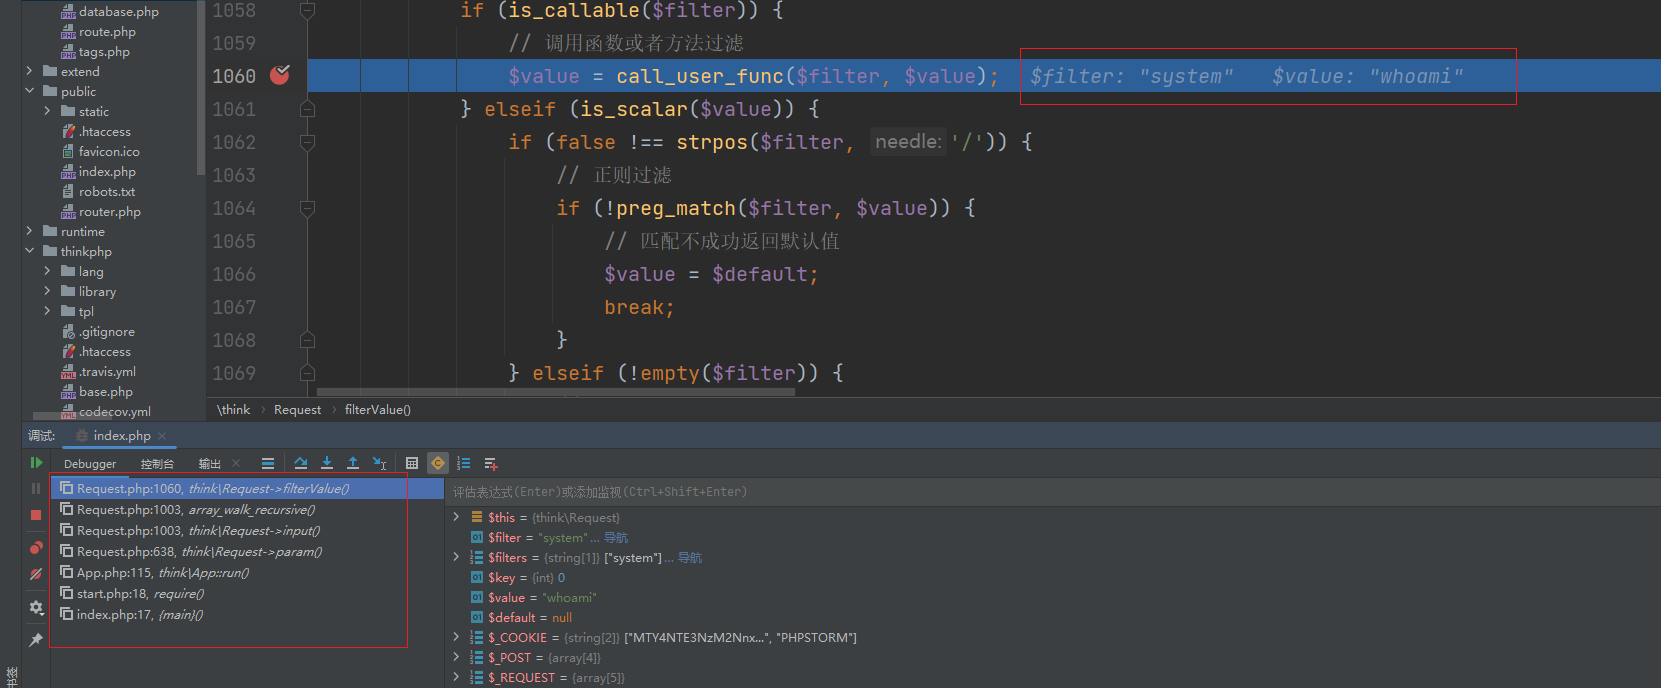 database.php
route.php
tags.php
extend
public
static
.htaccess
favicon.ico
index.php
robots.txt
router.php
runtime
thinkphp
lang
library
tpl
.gitignore
.htaccess
.travis.yml
base.php
codecov.yml
1058 if (is_callable($filter)) {
1059 // 调用函数或者方法过滤
1060 $value = call_user_func($filter, $value); $filter: "system" $value: "whoami"
1061 } elseif (is_scalar($value)) {
1062 if (false !== strpos($filter, needle: '/')) {
1063 // 正则过滤
1064 if (!preg_match($filter, $value)) {
1065 // 匹配不成功返回默认值
1066 $value = $default;
1067 break;
1068 }
1069 } elseif (!empty($filter)) {
\think > Request > filterValue()
调试: index.php
Debugger 控制台 输出
Request.php:1060, think\Request->filterValue()
Request.php:1003, array_walk_recursive()
Request.php:1003, think\Request->input()
Request.php:638, think\Request->param()
App.php:115, think\App::run()
start.php:18, require()
index.php:17, {main}()
评估表达式(Enter)或添加监视(Ctrl+Shift+Enter)
$this = {think\Request}
$filter = "system"... 导航
$filters = {string[1]} ["system"]... 导航
$key = {int} 0
$value = "whoami"
$default = null
$_COOKIE = {string[2]} ["MTY4NTE3NzM2Nnx...", "PHPSTORM"]
$_POST = {array[4]}
$_REQUEST = {array[5]}
书签